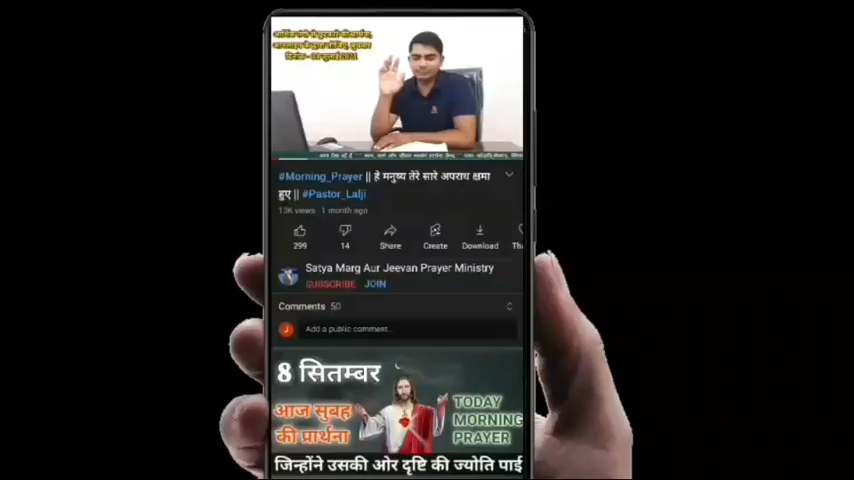 #Morning_Prayer || हे मनुष्य तेरे सारे अपराध क्षमा
हुए || #Pastor_Lalji
13K views · 1 month ago
299
14
Share
Create
Download
Satya Marg Aur Jeevan Prayer Ministry
SUBSCRIBE JOIN
Comments 50
J
Add a public comment...
8 सितम्बर
आज सुबह
की प्रार्थना
TODAY
MORNING
PRAYER
जिन्होंने उसकी ओर दृष्टि की ज्योति पाई